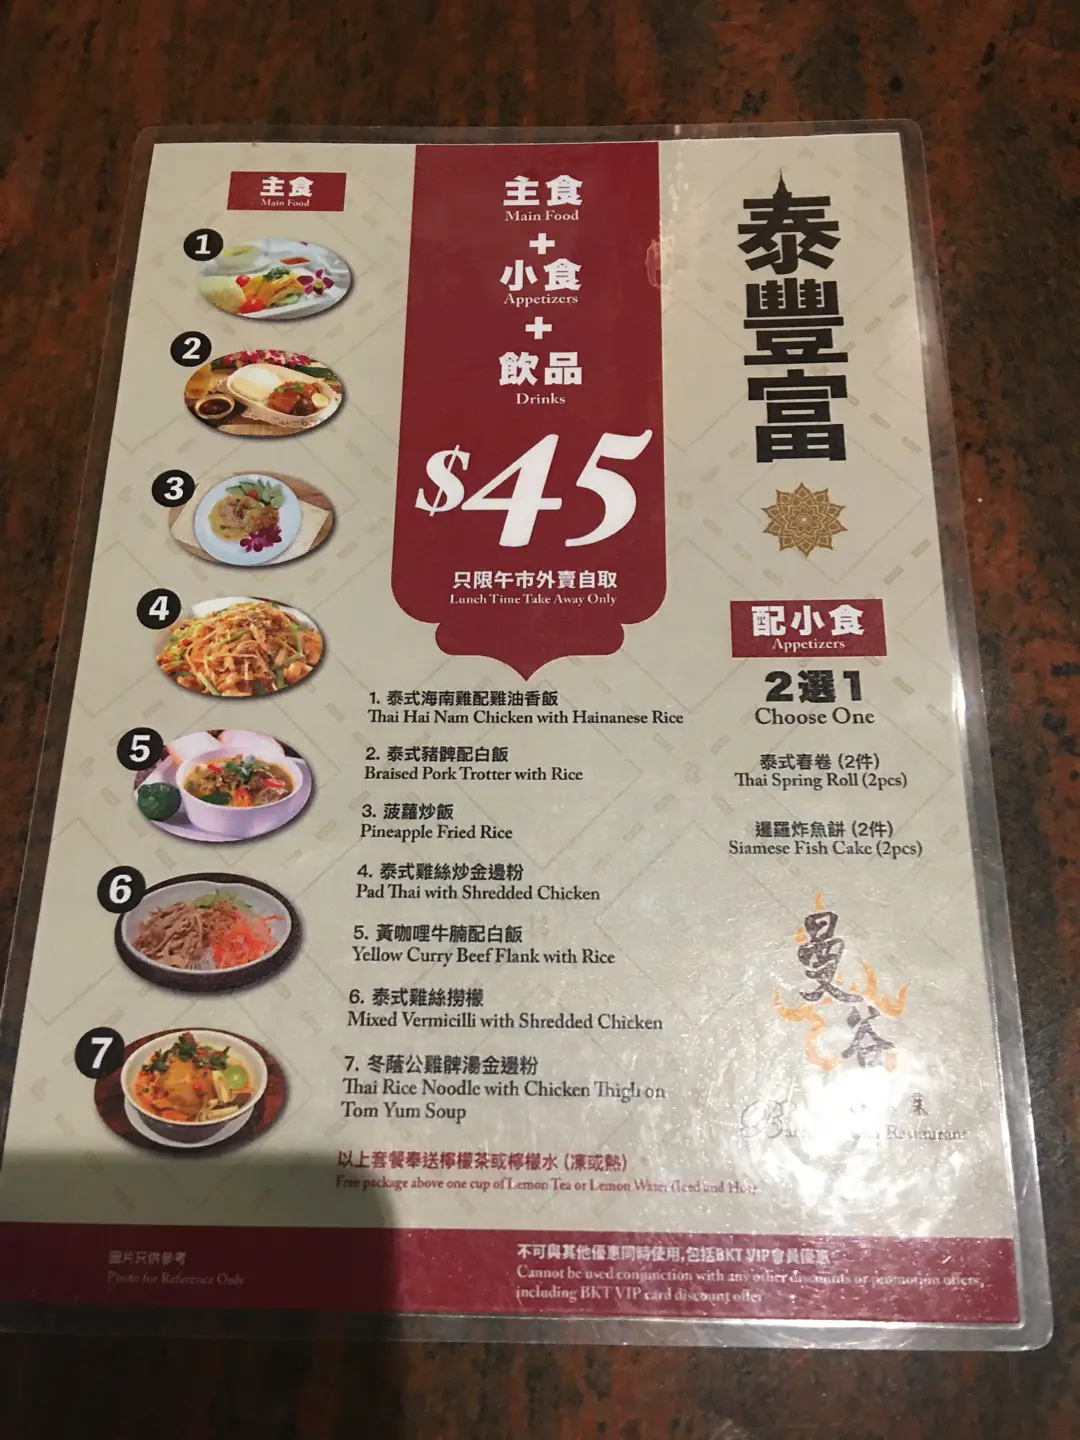 主食
Main Food
1
2
3
4
5
6
7
主食
Main Food
+
小食
Appetizers
+
飲品
Drinks
$45
只限午市外賣自取
Lunch Time Take Away Only
1. 泰式海南雞配雞油香飯
Thai Hai Nam Chicken with Hainanese Rice
2. 泰式豬髀配白飯
Braised Pork Trotter with Rice
3. 菠蘿炒飯
Pineapple Fried Rice
4. 泰式雞絲炒金邊粉
Pad Thai with Shredded Chicken
5. 黃咖哩牛腩配白飯
Yellow Curry Beef Flank with Rice
6. 泰式雞絲撈檬
Mixed Vermicilli with Shredded Chicken
7. 冬蔭公雞髀湯金邊粉
Thai Rice Noodle with Chicken Thigh on
Tom Yum Soup
以上套餐奉送檸檬茶或檸檬水 (凍或熱)
Free package above one cup of Lemon Tea or Lemon Water (Iced and Hot)
泰豐富
配小食
Appetizers
2選1
Choose One
泰式春卷 (2件)
Thai Spring Roll (2pcs)
暹羅炸魚餅 (2件)
Siamese Fish Cake (2pcs)
曼谷
Restaurant
圖片只供參考
Photo for Reference Only
不可與其他優惠同時使用,包括BKT VIP會員優惠
Cannot be used conjunction with any other discounts or promotion offers,
including BKT VIP card discount offer